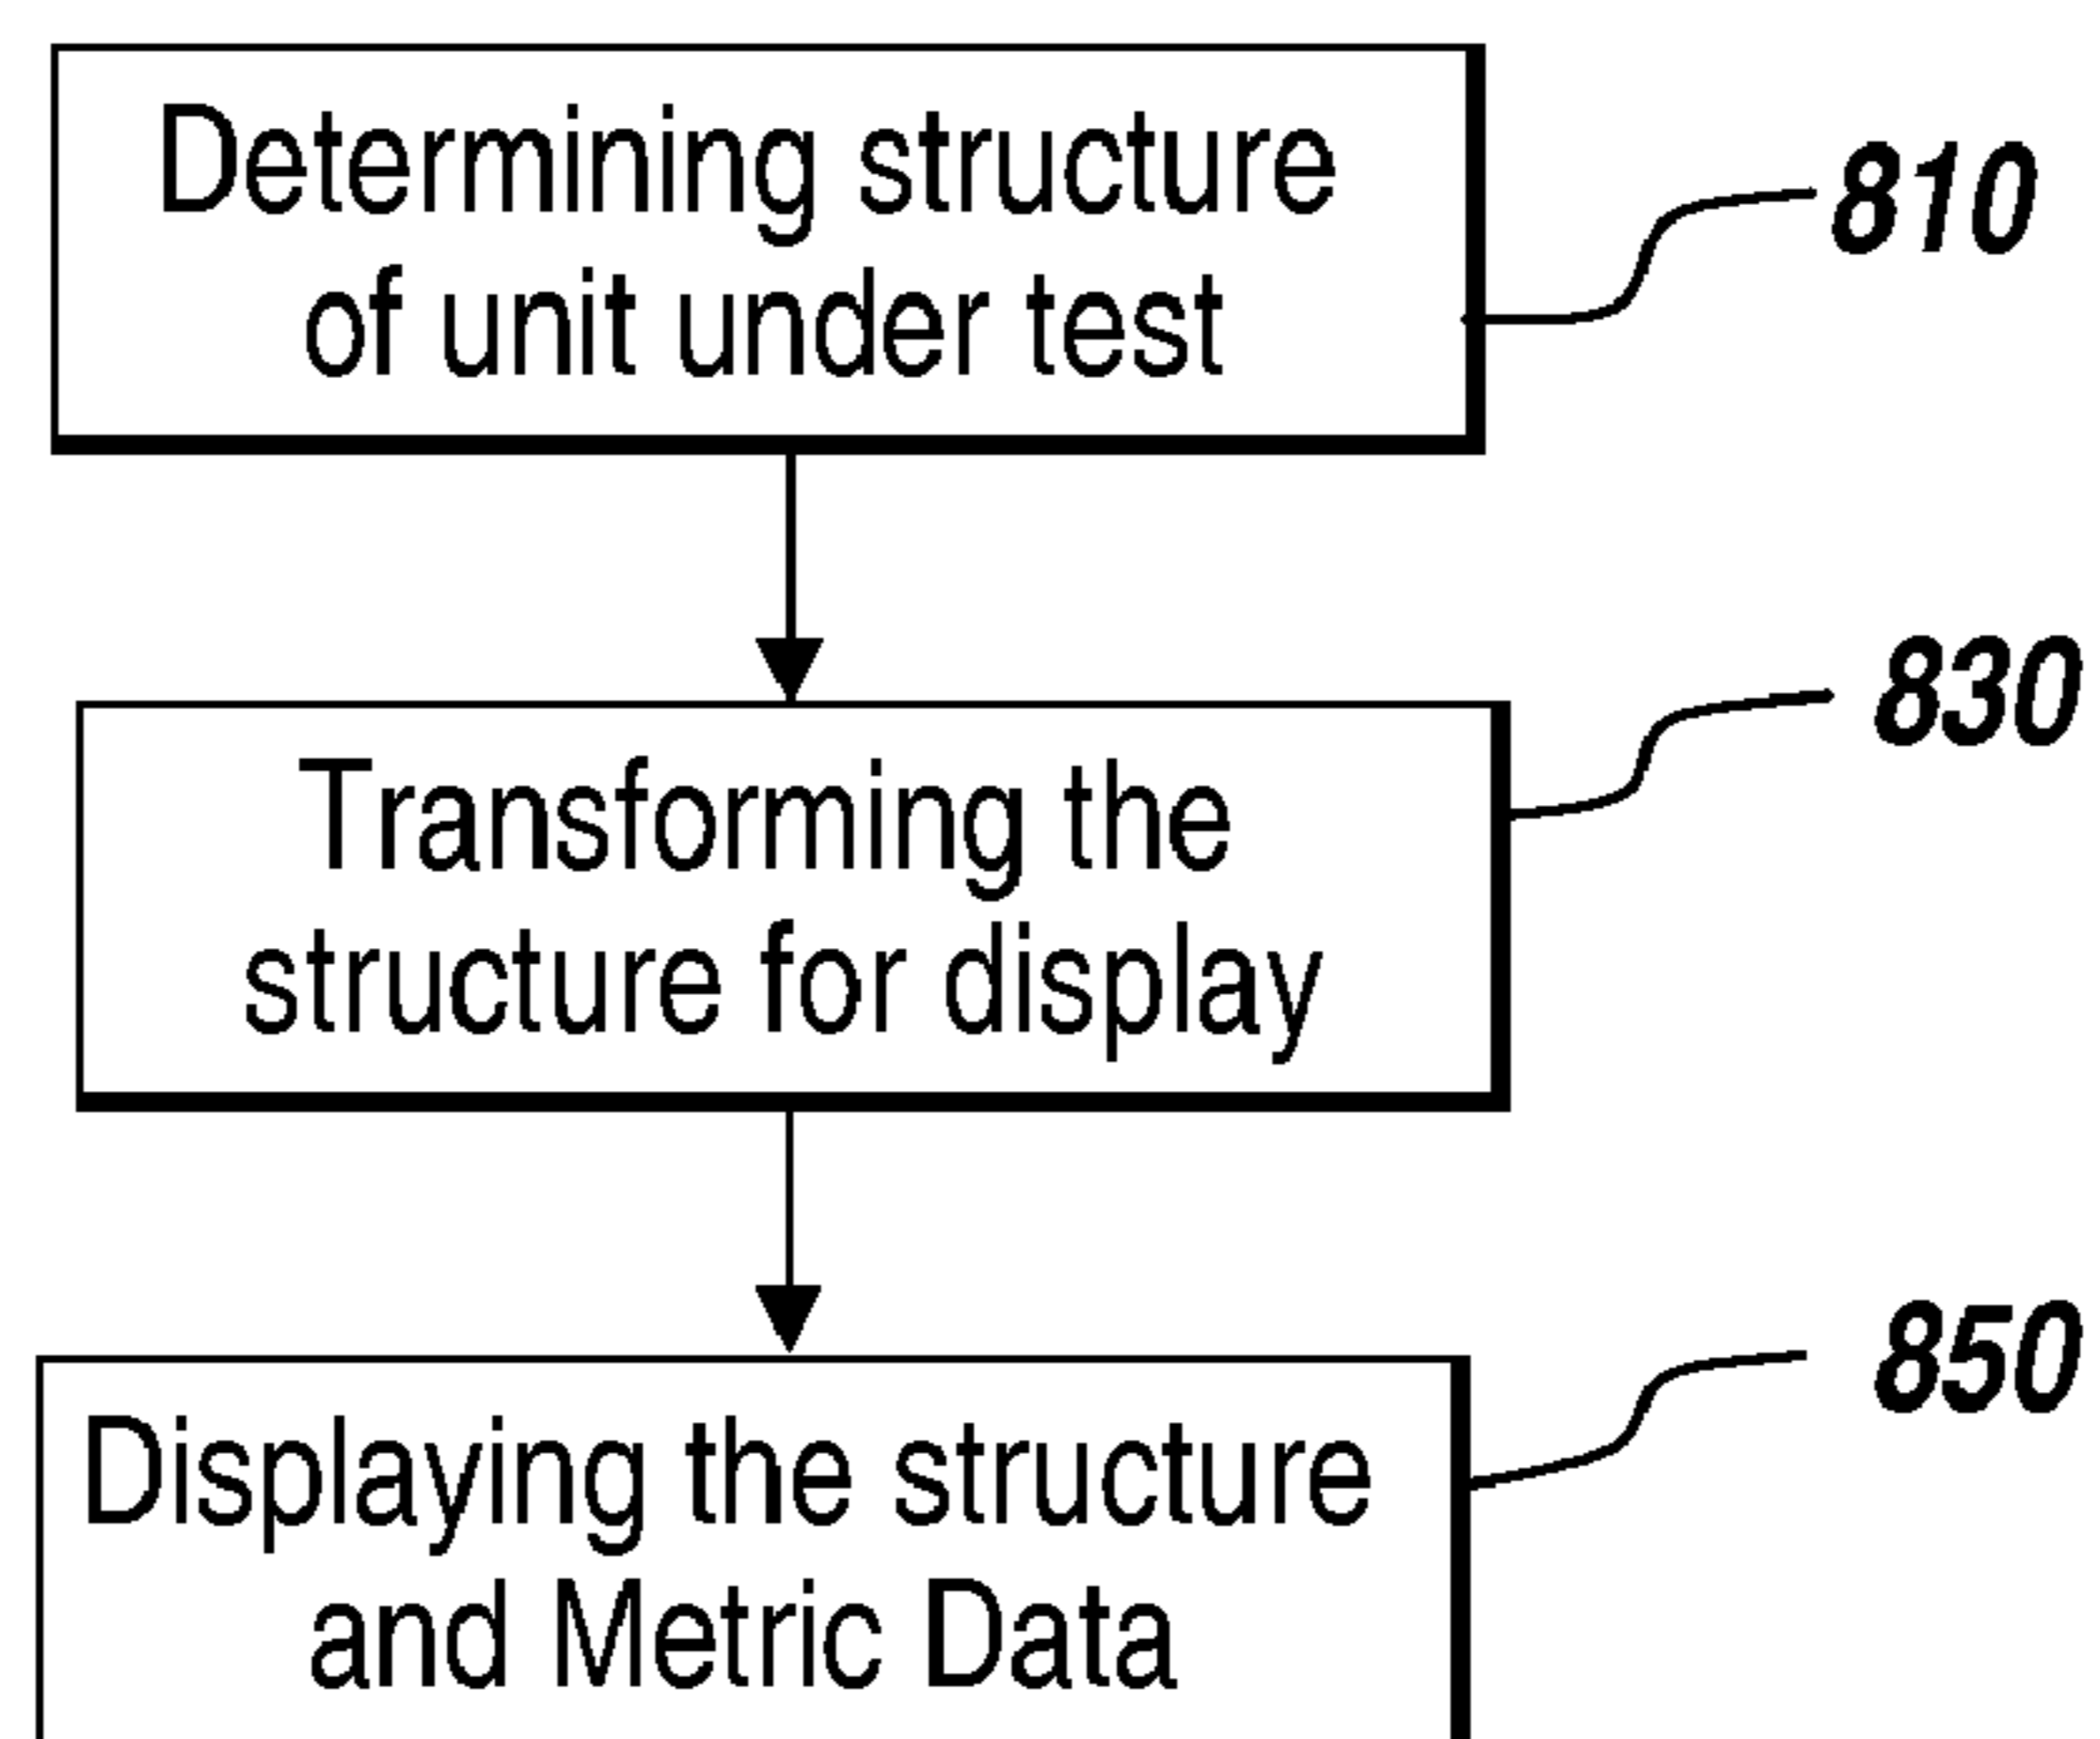 Determining structure
of unit under test
810
830
Transforming the
structure for display
850
Displaying the structure
and Metric Data